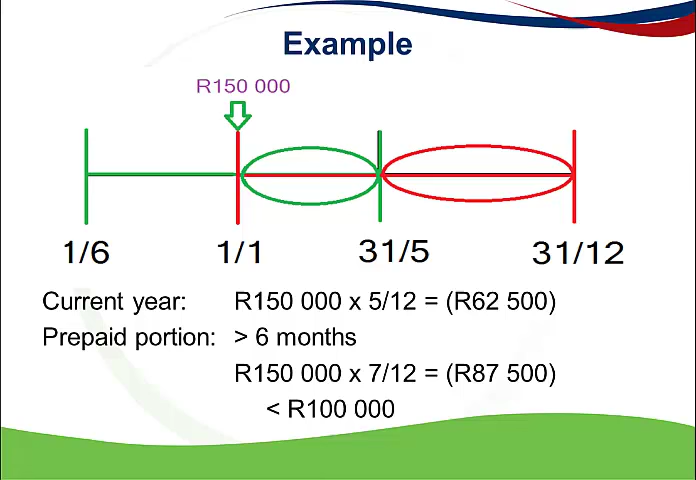 Example
R150 000
1/6 1/1 31/5 31/12
Current year: R150 000 x 5/12 = (R62 500)
Prepaid portion: > 6 months
R150 000 x 7/12 = (R87 500)
< R100 000